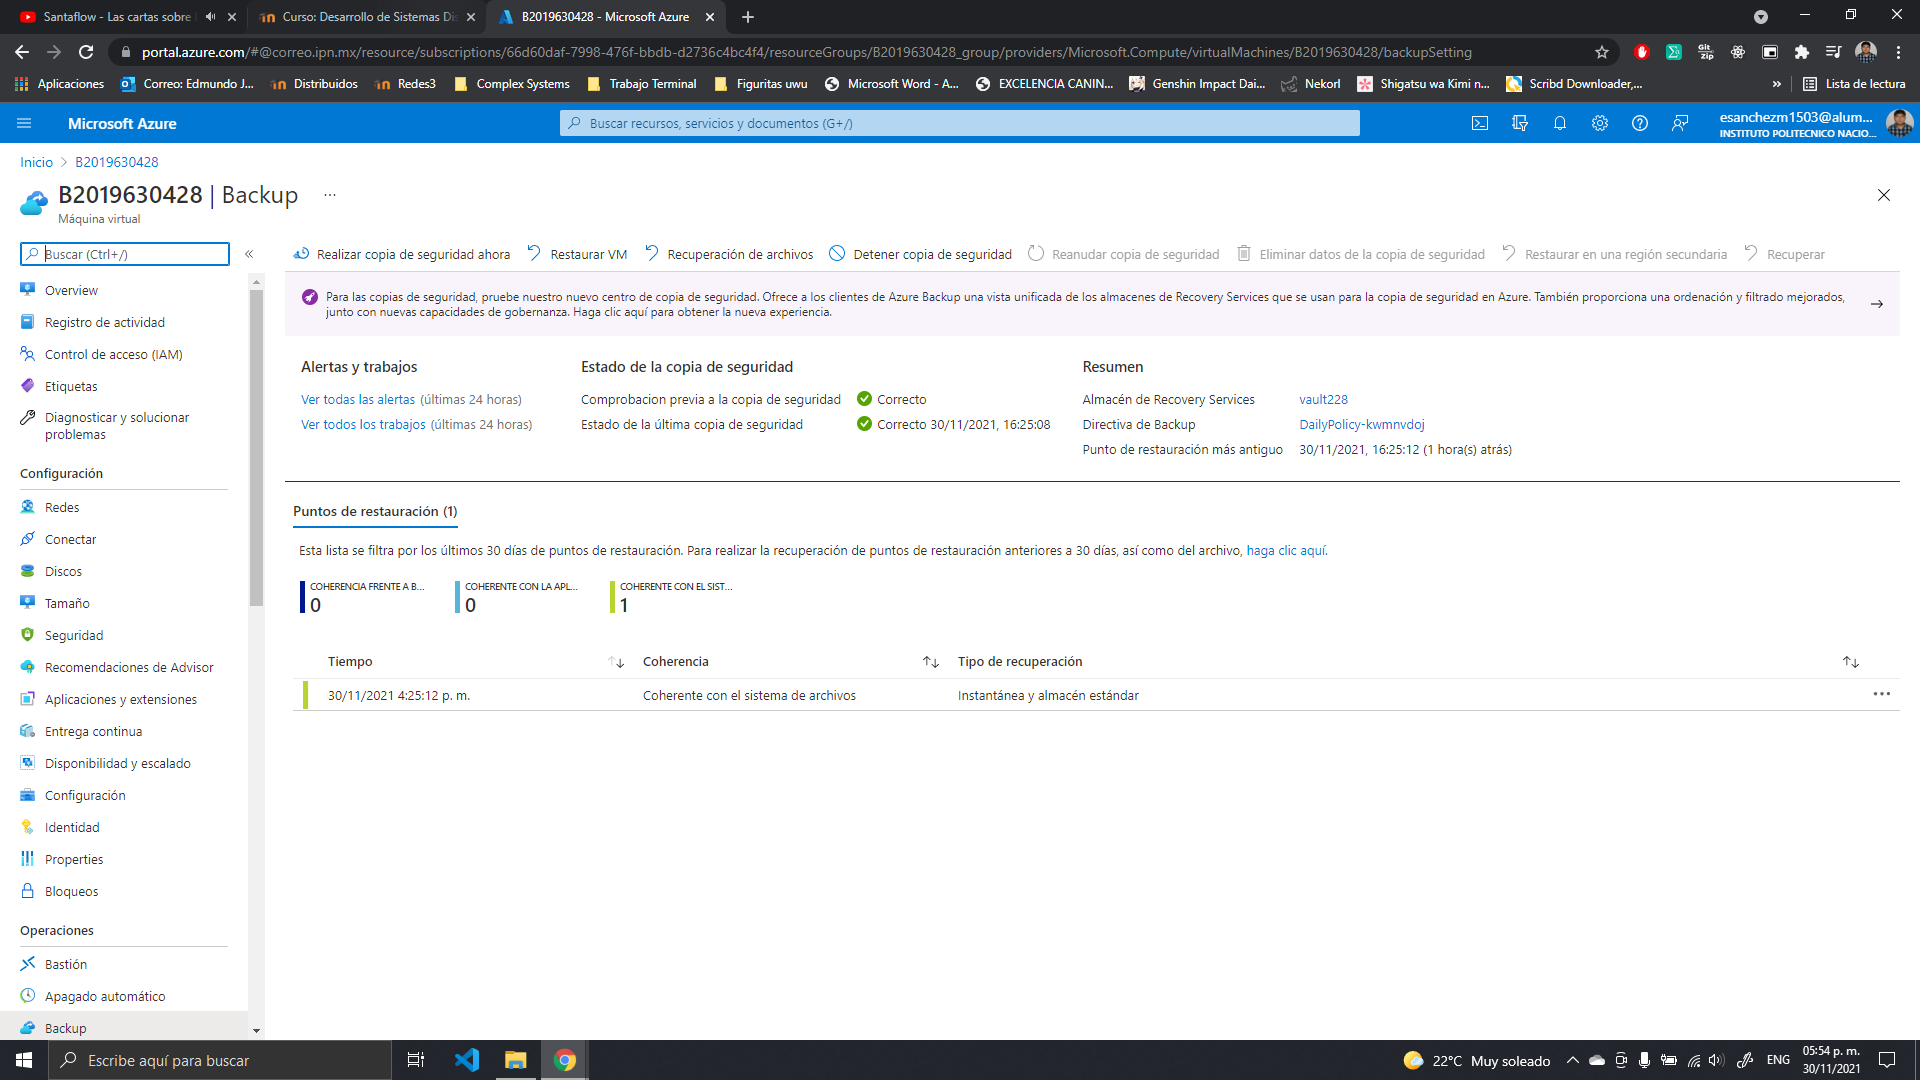 Santaflow - Las cartas sobre
Curso: Desarrollo de Sistemas Dis
B2019630428 - Microsoft Azure
portal.azure.com/#@correo.ipn.mx/resource/subscriptions/66d60daf-7998-476f-bbdb-d2736c4bc4f4/resourceGroups/B2019630428_group/providers/Microsoft.Compute/virtualMachines/B2019630428/backupSetting
Aplicaciones
Correo: Edmundo J...
Distribuidos
Redes3
Complex Systems
Trabajo Terminal
Figuritas uwu
Microsoft Word - A...
EXCELENCIA CANIN...
Genshin Impact Dai...
Nekorl
Shigatsu wa Kimi n...
Scribd Downloader,...
»
Lista de lectura
Microsoft Azure
Buscar recursos, servicios y documentos (G+/)
esanchezm1503@alum...
INSTITUTO POLITECNICO NACIO...
Inicio > B2019630428
B2019630428 | Backup ...
Máquina virtual
Buscar (Ctrl+/)
«
Realizar copia de seguridad ahora
Restaurar VM
Recuperación de archivos
Detener copia de seguridad
Reanudar copia de seguridad
Eliminar datos de la copia de seguridad
Restaurar en una región secundaria
Recuperar
Para las copias de seguridad, pruebe nuestro nuevo centro de copia de seguridad. Ofrece a los clientes de Azure Backup una vista unificada de los almacenes de Recovery Services que se usan para la copia de seguridad en Azure. También proporciona una ordenación y filtrado mejorados,
junto con nuevas capacidades de gobernanza. Haga clic aquí para obtener la nueva experiencia.
Overview
Registro de actividad
Control de acceso (IAM)
Etiquetas
Diagnosticar y solucionar
problemas
Configuración
Redes
Conectar
Discos
Tamaño
Seguridad
Recomendaciones de Advisor
Aplicaciones y extensiones
Entrega continua
Disponibilidad y escalado
Configuración
Identidad
Properties
Bloqueos
Operaciones
Bastión
Apagado automático
Backup
Alertas y trabajos
Ver todas las alertas (últimas 24 horas)
Ver todos los trabajos (últimas 24 horas)
Estado de la copia de seguridad
Comprobacion previa a la copia de seguridad Correcto
Estado de la última copia de seguridad Correcto 30/11/2021, 16:25:08
Resumen
Almacén de Recovery Services vault228
Directiva de Backup DailyPolicy-kwmnvdoj
Punto de restauración más antiguo 30/11/2021, 16:25:12 (1 hora(s) atrás)
Puntos de restauración (1)
Esta lista se filtra por los últimos 30 días de puntos de restauración. Para realizar la recuperación de puntos de restauración anteriores a 30 días, así como del archivo, haga clic aquí.
COHERENCIA FRENTE A B...
0
COHERENTE CON LA APL...
0
COHERENTE CON EL SIST...
1
Tiempo Coherencia Tipo de recuperación
30/11/2021 4:25:12 p. m. Coherente con el sistema de archivos Instantánea y almacén estándar
Escribe aquí para buscar
22°C Muy soleado
ENG
05:54 p. m.
30/11/2021